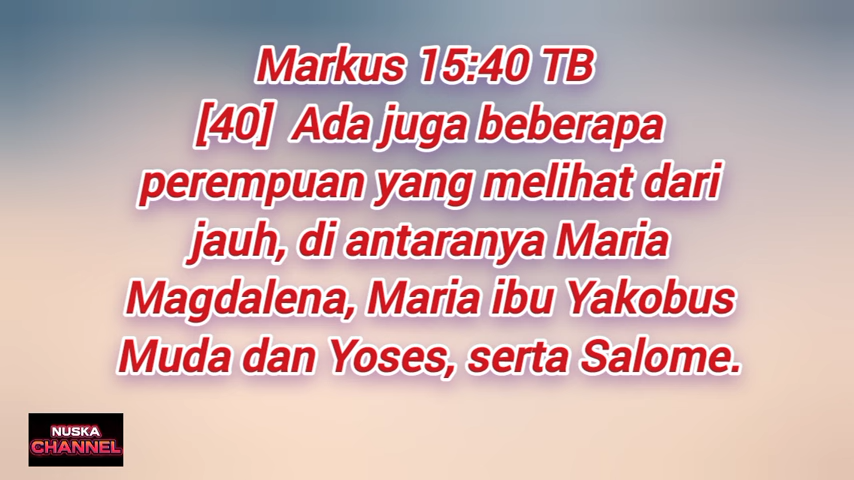 Markus 15:40 TB
[40] Ada juga beberapa
perempuan yang melihat dari
jauh, di antaranya Maria
Magdalena, Maria ibu Yakobus
Muda dan Yoses, serta Salome.
NUSKA
CHANNEL